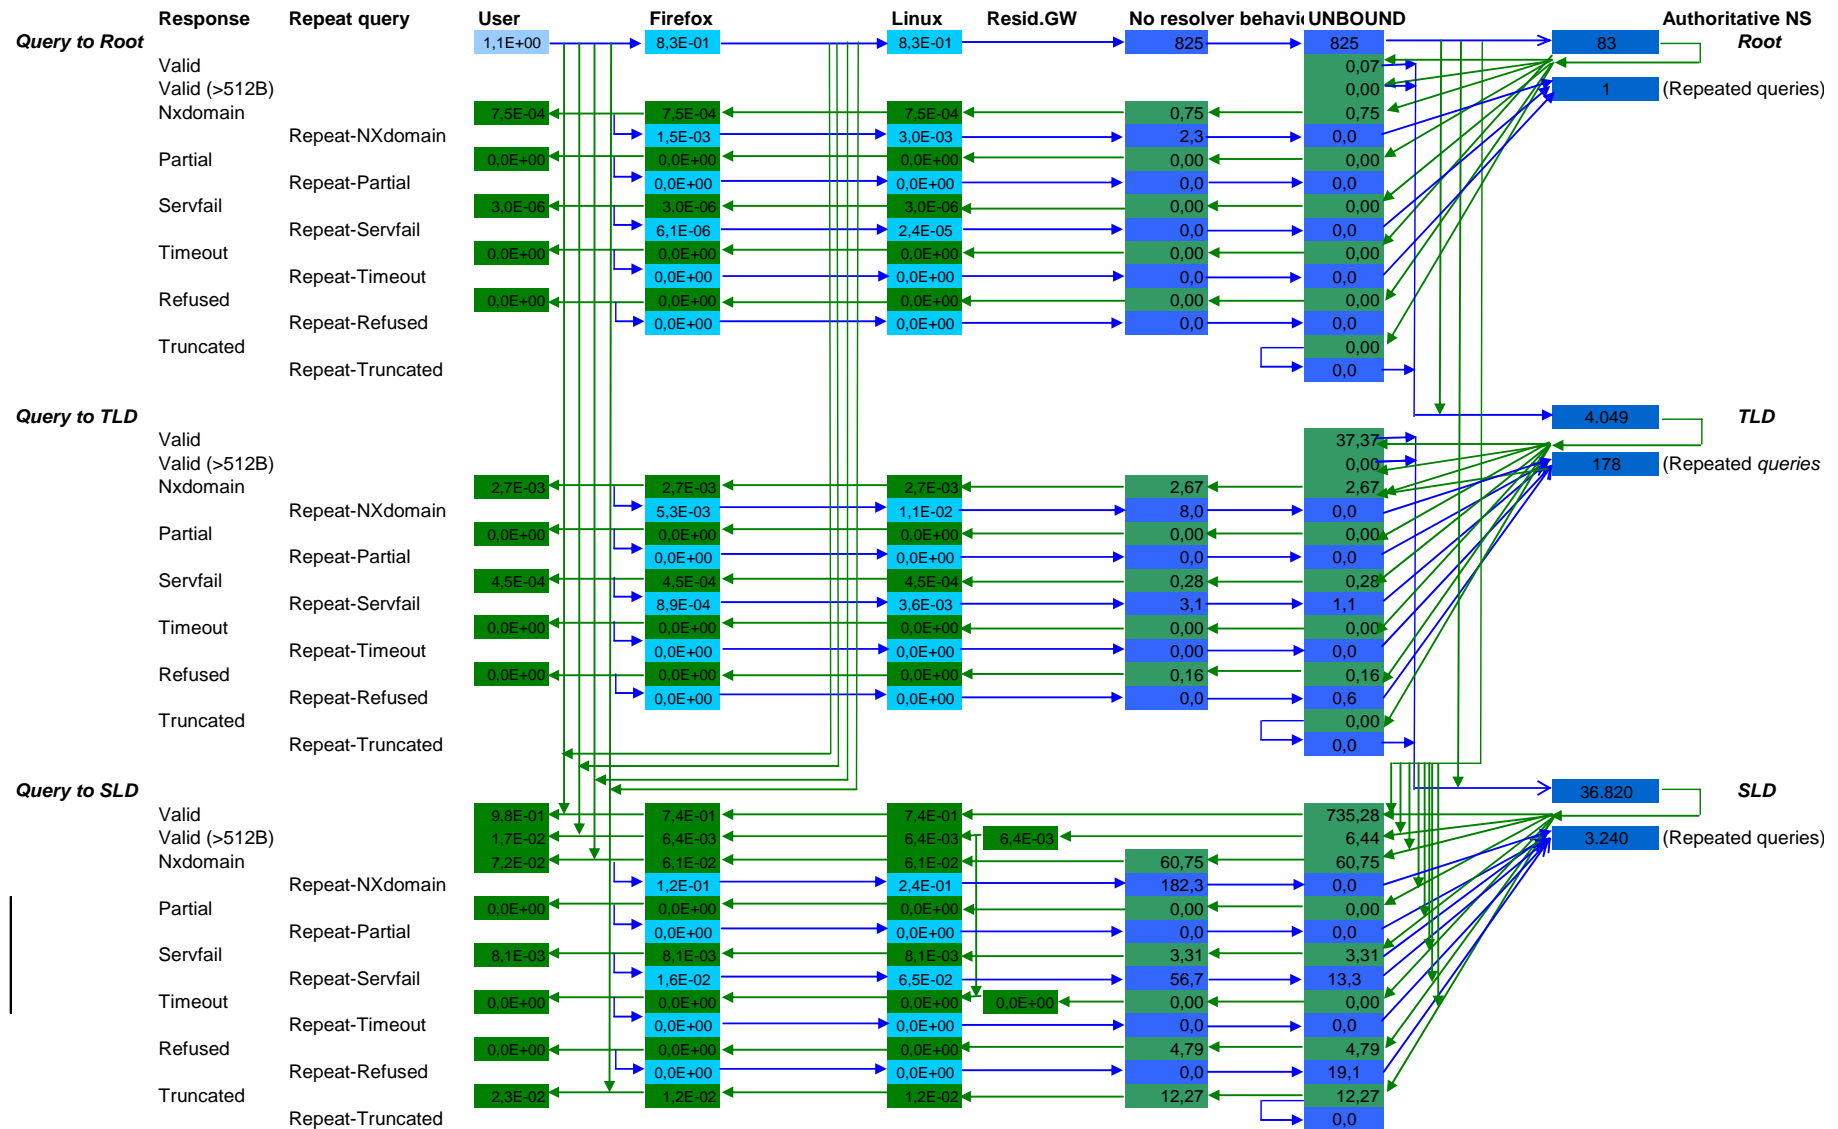 Response Repeat query User Firefox Linux Resid.GW No resolver behavi UNBOUND Authoritative NS
Query to Root 1,1E+00 8,3E-01 8,3E-01 825 825 83 Root
Valid 0,07
Valid (>512B) 0,00 1 (Repeated queries)
Nxdomain 7,5E-04 7,5E-04 7,5E-04 0,75 0,75
Repeat-NXdomain 1,5E-03 3,0E-03 2,3 0,0
Partial 0,0E+00 0,0E+00 0,0E+00 0,00 0,00
Repeat-Partial 0,0E+00 0,0E+00 0,0 0,0
Servfail 3,0E-06 3,0E-06 3,0E-06 0,00 0,00
Repeat-Servfail 6,1E-06 2,4E-05 0,0 0,0
Timeout 0,0E+00 0,0E+00 0,0E+00 0,00 0,00
Repeat-Timeout 0,0E+00 0,0E+00 0,0 0,0
Refused 0,0E+00 0,0E+00 0,0E+00 0,00 0,00
Repeat-Refused 0,0E+00 0,0E+00 0,0 0,0
Truncated 0,00
Repeat-Truncated 0,0
Query to TLD 4.049 TLD
Valid 37,37
Valid (>512B) 0,00 178 (Repeated queries
Nxdomain 2,7E-03 2,7E-03 2,7E-03 2,67 2,67
Repeat-NXdomain 5,3E-03 1,1E-02 8,0 0,0
Partial 0,0E+00 0,0E+00 0,0E+00 0,00 0,00
Repeat-Partial 0,0E+00 0,0E+00 0,0 0,0
Servfail 4,5E-04 4,5E-04 4,5E-04 0,28 0,28
Repeat-Servfail 8,9E-04 3,6E-03 3,1 1,1
Timeout 0,0E+00 0,0E+00 0,0E+00 0,00 0,00
Repeat-Timeout 0,0E+00 0,0E+00 0,00 0,0
Refused 0,0E+00 0,0E+00 0,0E+00 0,16 0,16
Repeat-Refused 0,0E+00 0,0E+00 0,0 0,6
Truncated 0,00
Repeat-Truncated 0,0
Query to SLD 36.820 SLD
Valid 9,8E-01 7,4E-01 7,4E-01 735,28
Valid (>512B) 1,7E-02 6,4E-03 6,4E-03 6,4E-03 6,44 3.240 (Repeated queries)
Nxdomain 7,2E-02 6,1E-02 6,1E-02 60,75 60,75
Repeat-NXdomain 1,2E-01 2,4E-01 182,3 0,0
Partial 0,0E+00 0,0E+00 0,0E+00 0,00 0,00
Repeat-Partial 0,0E+00 0,0E+00 0,0 0,0
Servfail 8,1E-03 8,1E-03 8,1E-03 3,31 3,31
Repeat-Servfail 1,6E-02 6,5E-02 56,7 13,3
Timeout 0,0E+00 0,0E+00 0,0E+00 0,0E+00 0,00 0,00
Repeat-Timeout 0,0E+00 0,0E+00 0,0 0,0
Refused 0,0E+00 0,0E+00 0,0E+00 4,79 4,79
Repeat-Refused 0,0E+00 0,0E+00 0,0 19,1
Truncated 2,3E-02 1,2E-02 1,2E-02 12,27 12,27
Repeat-Truncated 0,0